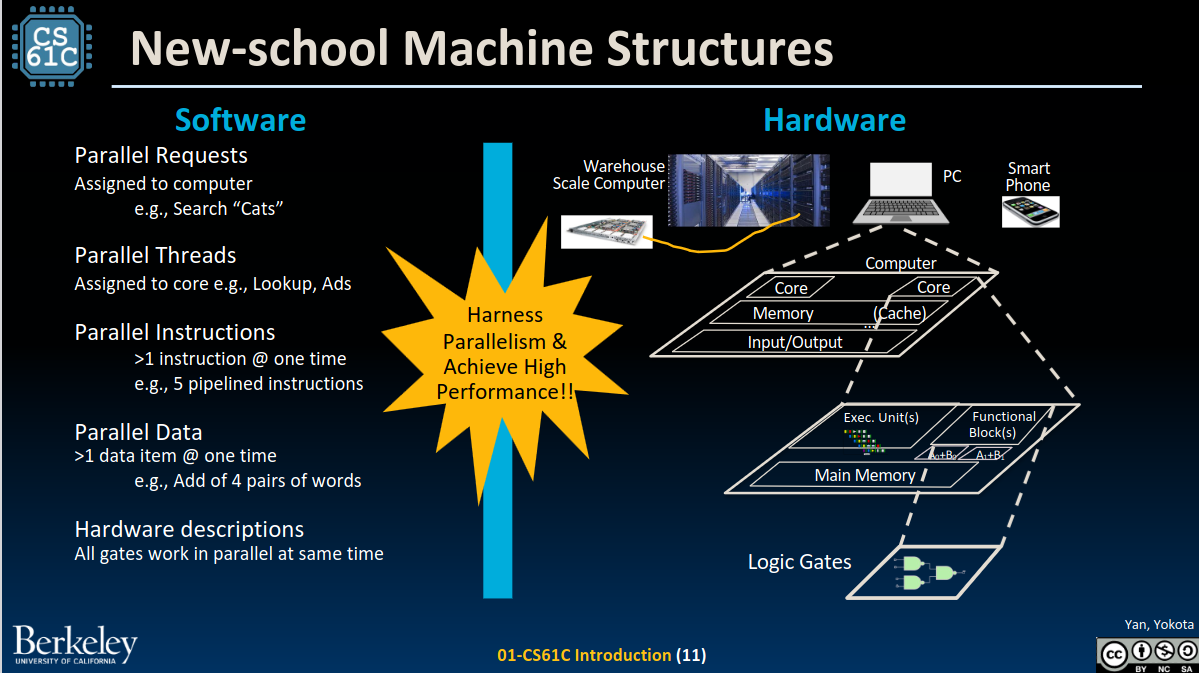 CS
61C
New-school Machine Structures
Software
Parallel Requests
Assigned to computer
e.g., Search “Cats”
Parallel Threads
Assigned to core e.g., Lookup, Ads
Parallel Instructions
>1 instruction @ one time
e.g., 5 pipelined instructions
Parallel Data
>1 data item @ one time
e.g., Add of 4 pairs of words
Hardware descriptions
All gates work in parallel at same time
Harness
Parallelism &
Achieve High
Performance!!
Hardware
Warehouse
Scale Computer
PC
Smart
Phone
Computer
Core
Core
Memory
(Cache)
...
Input/Output
Exec. Unit(s)
Functional
Block(s)
A₀+B₀
A₁+B₁
Main Memory
Logic Gates
Berkeley
UNIVERSITY OF CALIFORNIA
01-CS61C Introduction (11)
Yan, Yokota
cc
BY NC SA